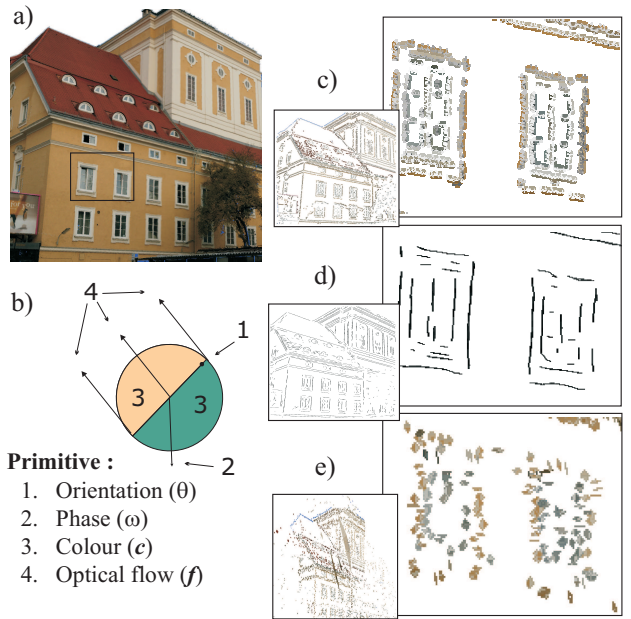 a)
b)
4
1
3
3
2
Primitive :
1. Orientation (θ)
2. Phase (ω)
3. Colour (c)
4. Optical flow (f)
c)
d)
e)